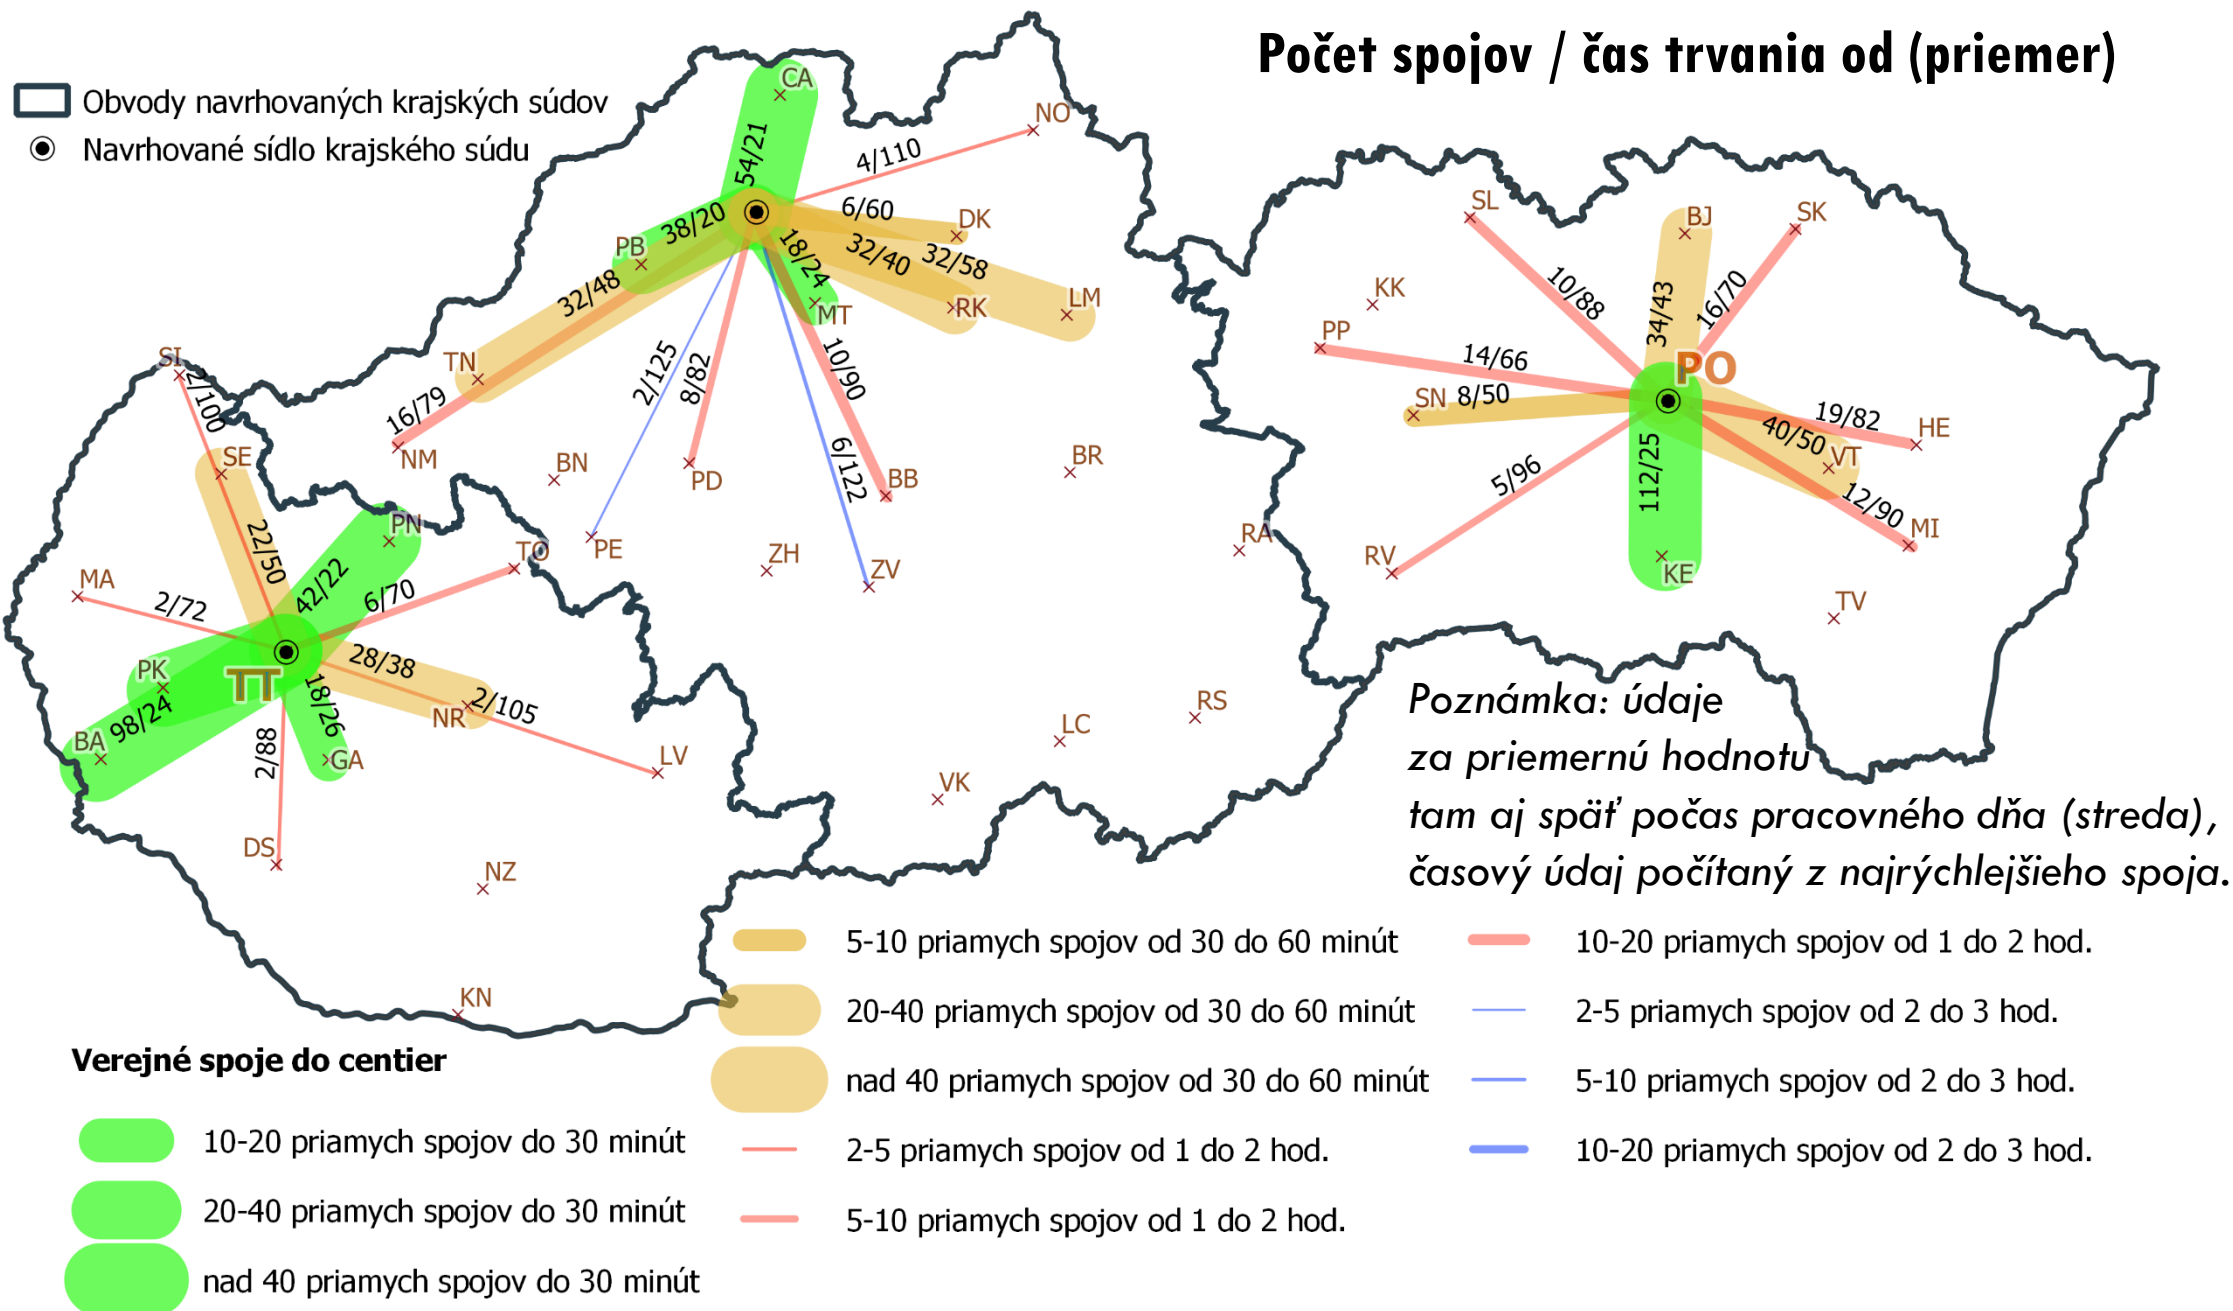 Počet spojov / čas trvania od (priemer)
Obvody navrhovaných krajských súdov
Navrhované sídlo krajského súdu
CA
54/21
NO
4/110
38/20
PB
6/60
DK
32/40
32/58
18/24
MT
RK
LM
32/48
TN
16/79
NM
2/125
8/82
10/90
6/122
BN
PD
BB
BR
PE
ZH
ZV
RA
LC
RS
VK
SI
2/100
SE
22/50
PN
42/22
TO
6/70
MA
2/72
PK
TT
28/38
NR
2/105
LV
98/24
BA
18/26
GA
2/88
DS
NZ
KN
SL
BJ
SK
10/88
34/43
16/70
KK
PP
14/66
PO
SN
8/50
19/82
HE
40/50
VT
12/90
MI
112/25
KE
5/96
RV
TV
Poznámka: údaje
za priemernú hodnotu
tam aj späť počas pracovného dňa (streda),
časový údaj počítaný z najrýchlejšieho spoja.
Verejné spoje do centier
10-20 priamych spojov do 30 minút
20-40 priamych spojov do 30 minút
nad 40 priamych spojov do 30 minút
5-10 priamych spojov od 30 do 60 minút
20-40 priamych spojov od 30 do 60 minút
nad 40 priamych spojov od 30 do 60 minút
2-5 priamych spojov od 1 do 2 hod.
5-10 priamych spojov od 1 do 2 hod.
10-20 priamych spojov od 1 do 2 hod.
2-5 priamych spojov od 2 do 3 hod.
5-10 priamych spojov od 2 do 3 hod.
10-20 priamych spojov od 2 do 3 hod.